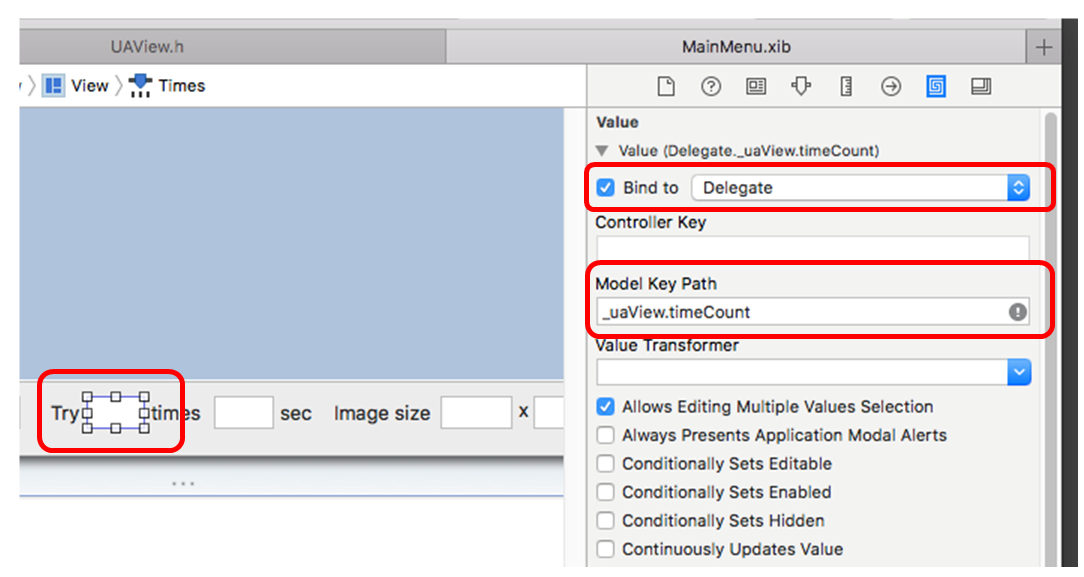 UAView.h
MainMenu.xib
View
Times
Value
Value (Delegate._uaView.timeCount)
Bind to Delegate
Controller Key
Model Key Path
_uaView.timeCount
Value Transformer
Try times sec Image size x
Allows Editing Multiple Values Selection
Always Presents Application Modal Alerts
Conditionally Sets Editable
Conditionally Sets Enabled
Conditionally Sets Hidden
Continuously Updates Value